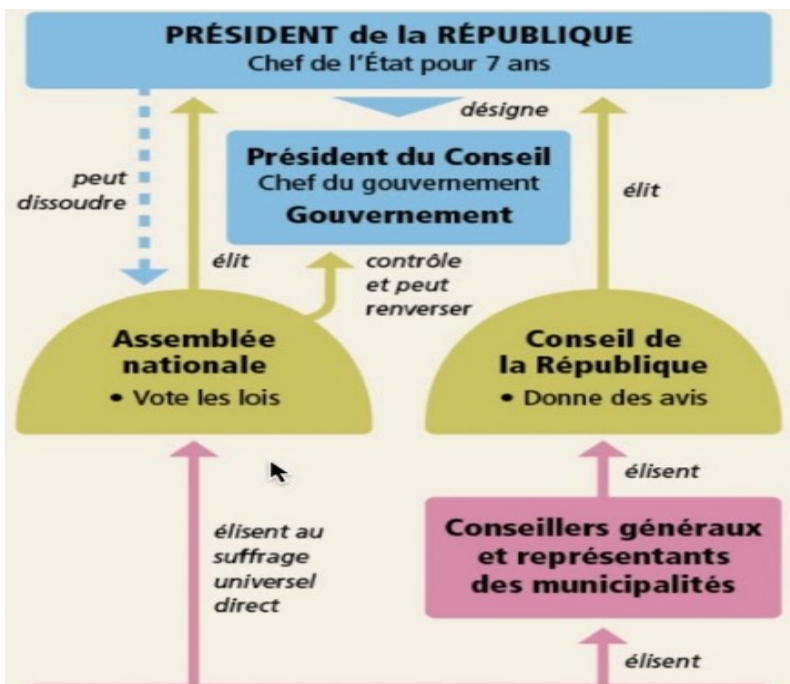 PRÉSIDENT de la RÉPUBLIQUE
Chef de l'État pour 7 ans
désigne
peut
dissoudre
Président du Conseil
Chef du gouvernement
Gouvernement
élit
élit
contrôle
et peut
renverser
Assemblée
nationale
• Vote les lois
Conseil de
la République
• Donne des avis
élisent au
suffrage
universel
direct
élisent
Conseillers généraux
et représentants
des municipalités
élisent